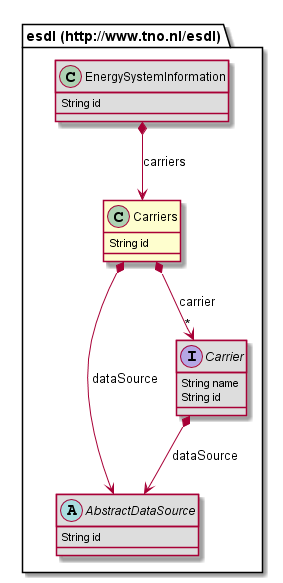 esdl (http://www.tno.nl/esdl)
C EnergySystemInformation
String id
carriers
C Carriers
String id
carrier
*
I Carrier
String name
String id
dataSource
dataSource
A AbstractDataSource
String id